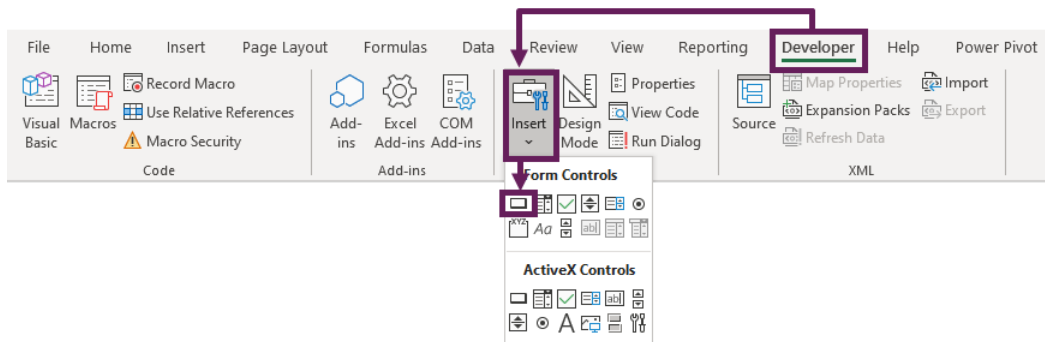 File Home Insert Page Layout Formulas Data Review View Reporting Developer Help Power Pivot
Visual Basic
Macros
Record Macro
Use Relative References
Macro Security
Code
Add-ins
Excel Add-ins
COM Add-ins
Add-ins
Insert
Design Mode
Properties
View Code
Run Dialog
Source
Map Properties
Expansion Packs
Refresh Data
Import
Export
XML
Form Controls
XYZ
Aa
ab|
ActiveX Controls
ab|
A